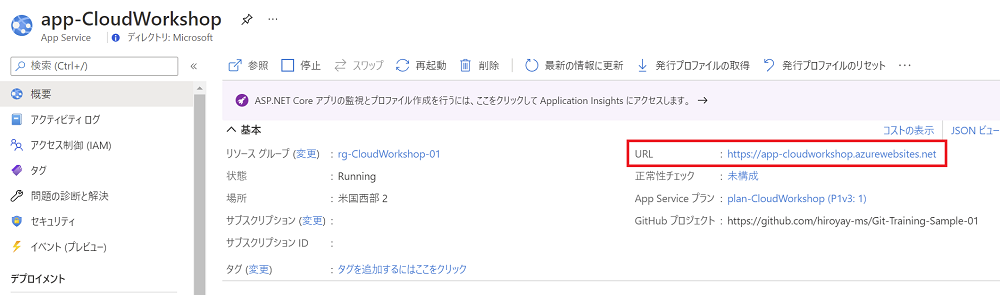 app-CloudWorkshop
App Service
ディレクトリ: Microsoft
検索 (Ctrl+/)
参照
停止
スワップ
再起動
削除
最新の情報に更新
発行プロファイルの取得
発行プロファイルのリセット
概要
アクティビティ ログ
アクセス制御 (IAM)
タグ
問題の診断と解決
セキュリティ
イベント (プレビュー)
デプロイメント
ASP.NET Core アプリの監視とプロファイル作成を行うには、ここをクリックして Application Insights にアクセスします。 →
基本
コストの表示
JSON ビュー
リソース グループ (変更) : rg-CloudWorkshop-01
状態 : Running
場所 : 米国西部 2
サブスクリプション (変更) :
サブスクリプション ID :
タグ (変更) : タグを追加するにはここをクリック
URL : https://app-cloudworkshop.azurewebsites.net
正常性チェック : 未構成
App Service プラン : plan-CloudWorkshop (P1v3: 1)
GitHub プロジェクト : https://github.com/hiroyay-ms/Git-Training-Sample-01